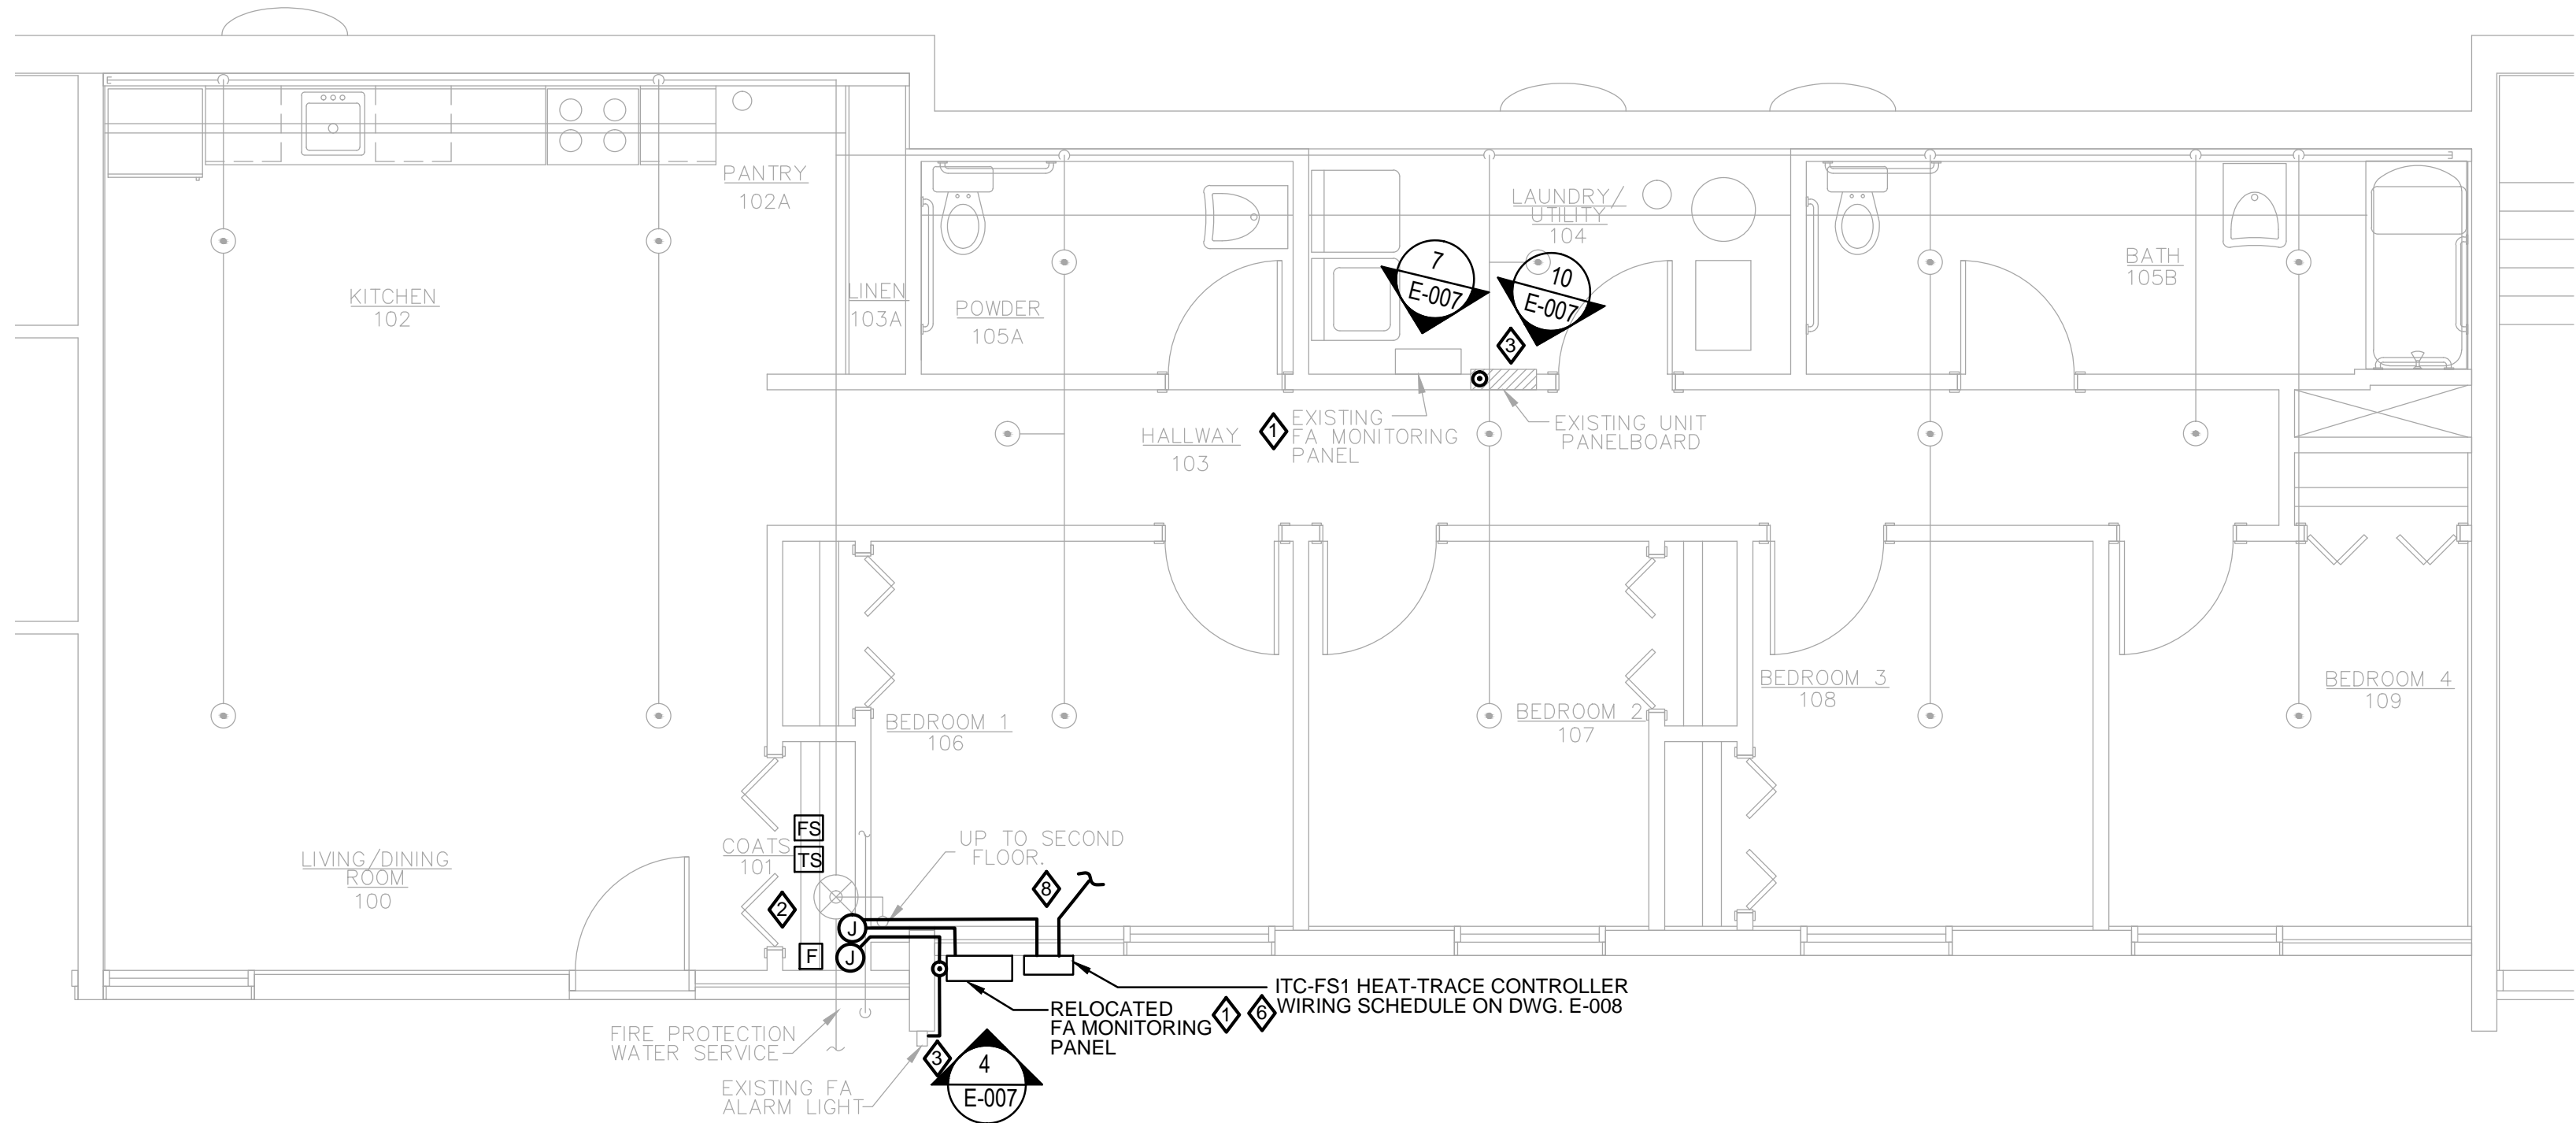 PANTRY
102A
KITCHEN
102
LINEN
103A
POWDER
105A
LAUNDRY/
UTILITY
104
7
E-007
10
E-007
3
BATH
105B
HALLWAY
103
1
EXISTING
FA MONITORING
PANEL
EXISTING UNIT
PANELBOARD
BEDROOM 1
106
BEDROOM 2
107
BEDROOM 3
108
BEDROOM 4
109
LIVING/DINING
ROOM
100
COATS
101
FS
TS
2
F
J
J
UP TO SECOND
FLOOR.
8
ITC-FS1 HEAT-TRACE CONTROLLER
WIRING SCHEDULE ON DWG. E-008
6
1
RELOCATED
FA MONITORING
PANEL
FIRE PROTECTION
WATER SERVICE
3
4
E-007
EXISTING FA
ALARM LIGHT